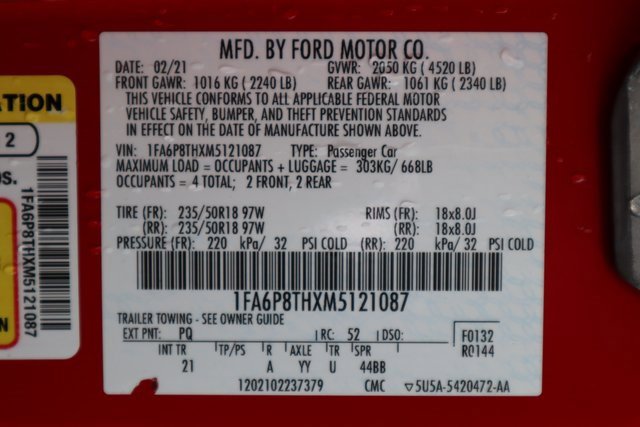 MFD. BY FORD MOTOR CO.
DATE: 02/21 GVWR: 2050 KG ( 4520 LB)
FRONT GAWR: 1016 KG ( 2240 LB) REAR GAWR: 1061 KG ( 2340 LB)
THIS VEHICLE CONFORMS TO ALL APPLICABLE FEDERAL MOTOR
VEHICLE SAFETY, BUMPER, AND THEFT PREVENTION STANDARDS
IN EFFECT ON THE DATE OF MANUFACTURE SHOWN ABOVE.
VIN: 1FA6P8THXM5121087 TYPE: Passenger Car
MAXIMUM LOAD = OCCUPANTS + LUGGAGE = 303KG/ 668LB
OCCUPANTS = 4 TOTAL; 2 FRONT, 2 REAR
TIRE (FR): 235/50R18 97W RIMS (FR): 18x8.0J
(RR): 235/50R18 97W (RR): 18x8.0J
PRESSURE (FR): 220 kPa/ 32 PSI COLD (RR): 220 kPa/ 32 PSI COLD
1FA6P8THXM5121087
TRAILER TOWING - SEE OWNER GUIDE
EXT PNT: PQ RC: 52 DSO: F0132
R0144
INT TR TP/PS R AXLE TR SPR
21 A YY U 44BB
1202102237379 CMC 5U5A-5420472-AA
TION
2
OS.
1FA6P8THXM5121087
N